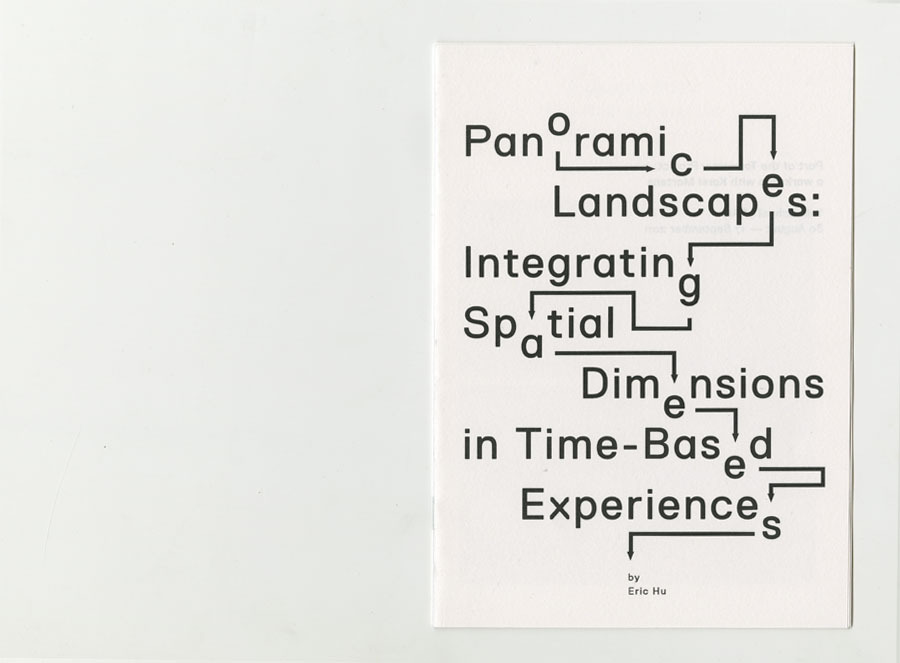 Panoramic
Landscapes:
Integrating
Spatial
Dimensions
in Time-Based
Experiences
by
Eric Hu